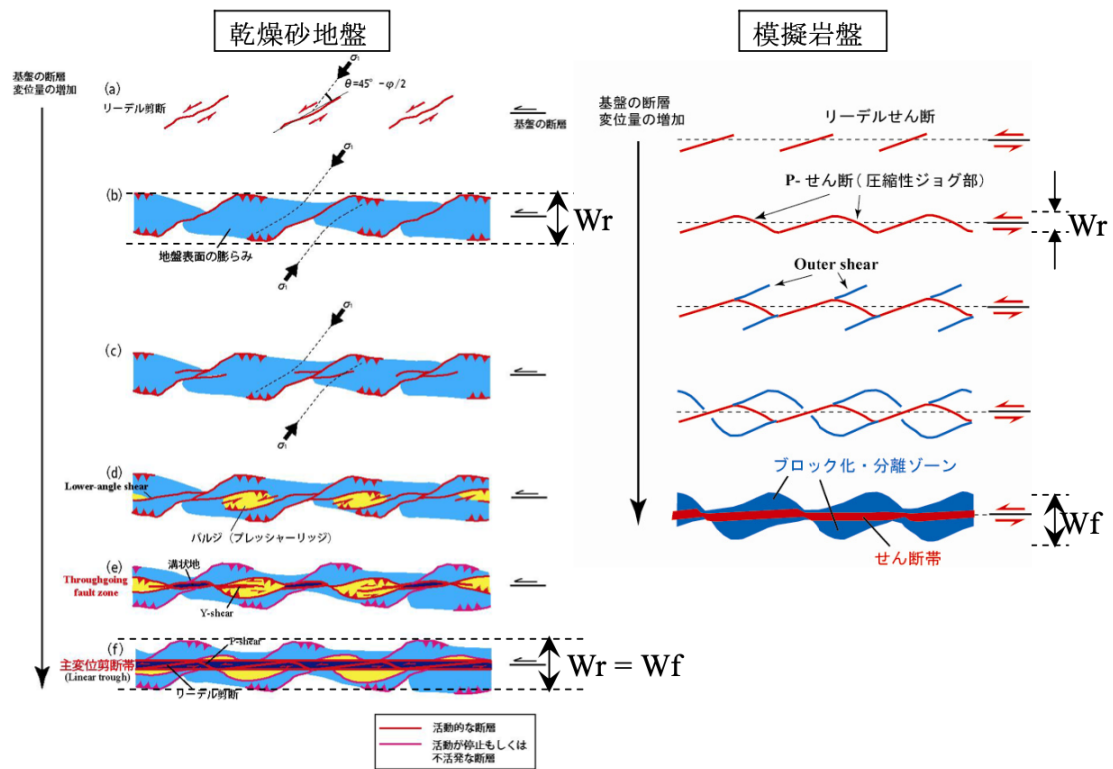 乾燥砂地盤
基盤の断層
変位量の増加
(a)
リーデル剪断
σ₁
θ=45° −φ/2
基盤の断層
(b)
σ₁
Wr
地盤表面の膨らみ
σ₁
(c)
σ₁
σ₁
(d)
Lower-angle shear
バルジ（プレッシャーリッジ）
(e)
溝状地
Throughgoing
fault zone
Y-shear
(f)
P-shear
主変位剪断帯
(Linear trough)
リーデル剪断
Wr = Wf
活動的な断層
活動が停止もしくは
不活発な断層
模擬岩盤
基盤の断層
変位量の増加
リーデルせん断
P- せん断（圧縮性ジョグ部）
Wr
Outer shear
ブロック化・分離ゾーン
Wf
せん断帯